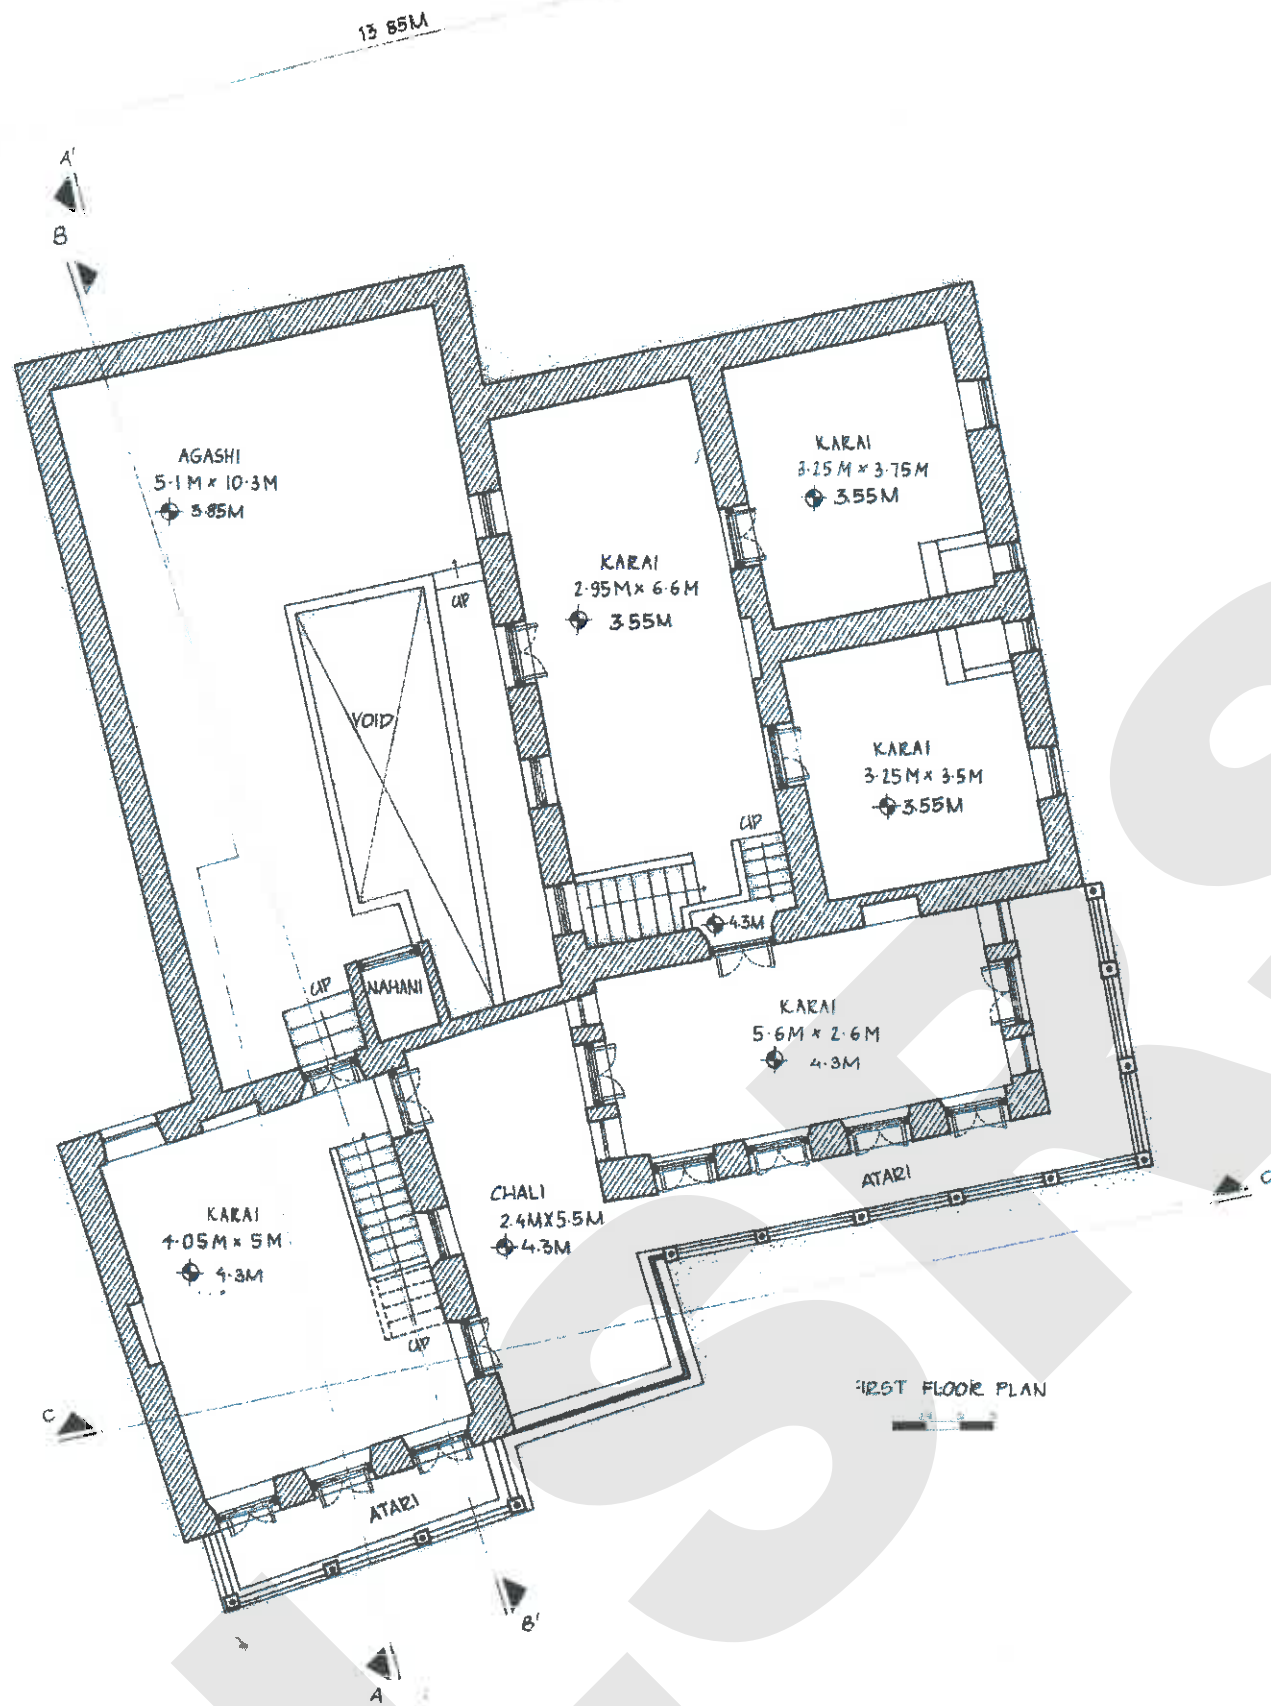 13 85M
A'
B
AGASHI
5·1M × 10·3M
3·85M
KARAI
3·25M × 3·75M
3.55M
KARAI
2·95M × 6·6M
3.55M
UP
VOID
KARAI
3·25M × 3·5M
3.55M
UP
4.3M
UP
NAHANI
KARAI
5·6M × 2·6M
4·3M
ATARI
C'
CHALI
2.4MX5.5M
4.3M
KARAI
4·05M × 5M
4·3M
UP
C
FIRST FLOOR PLAN
ATARI
B'
A